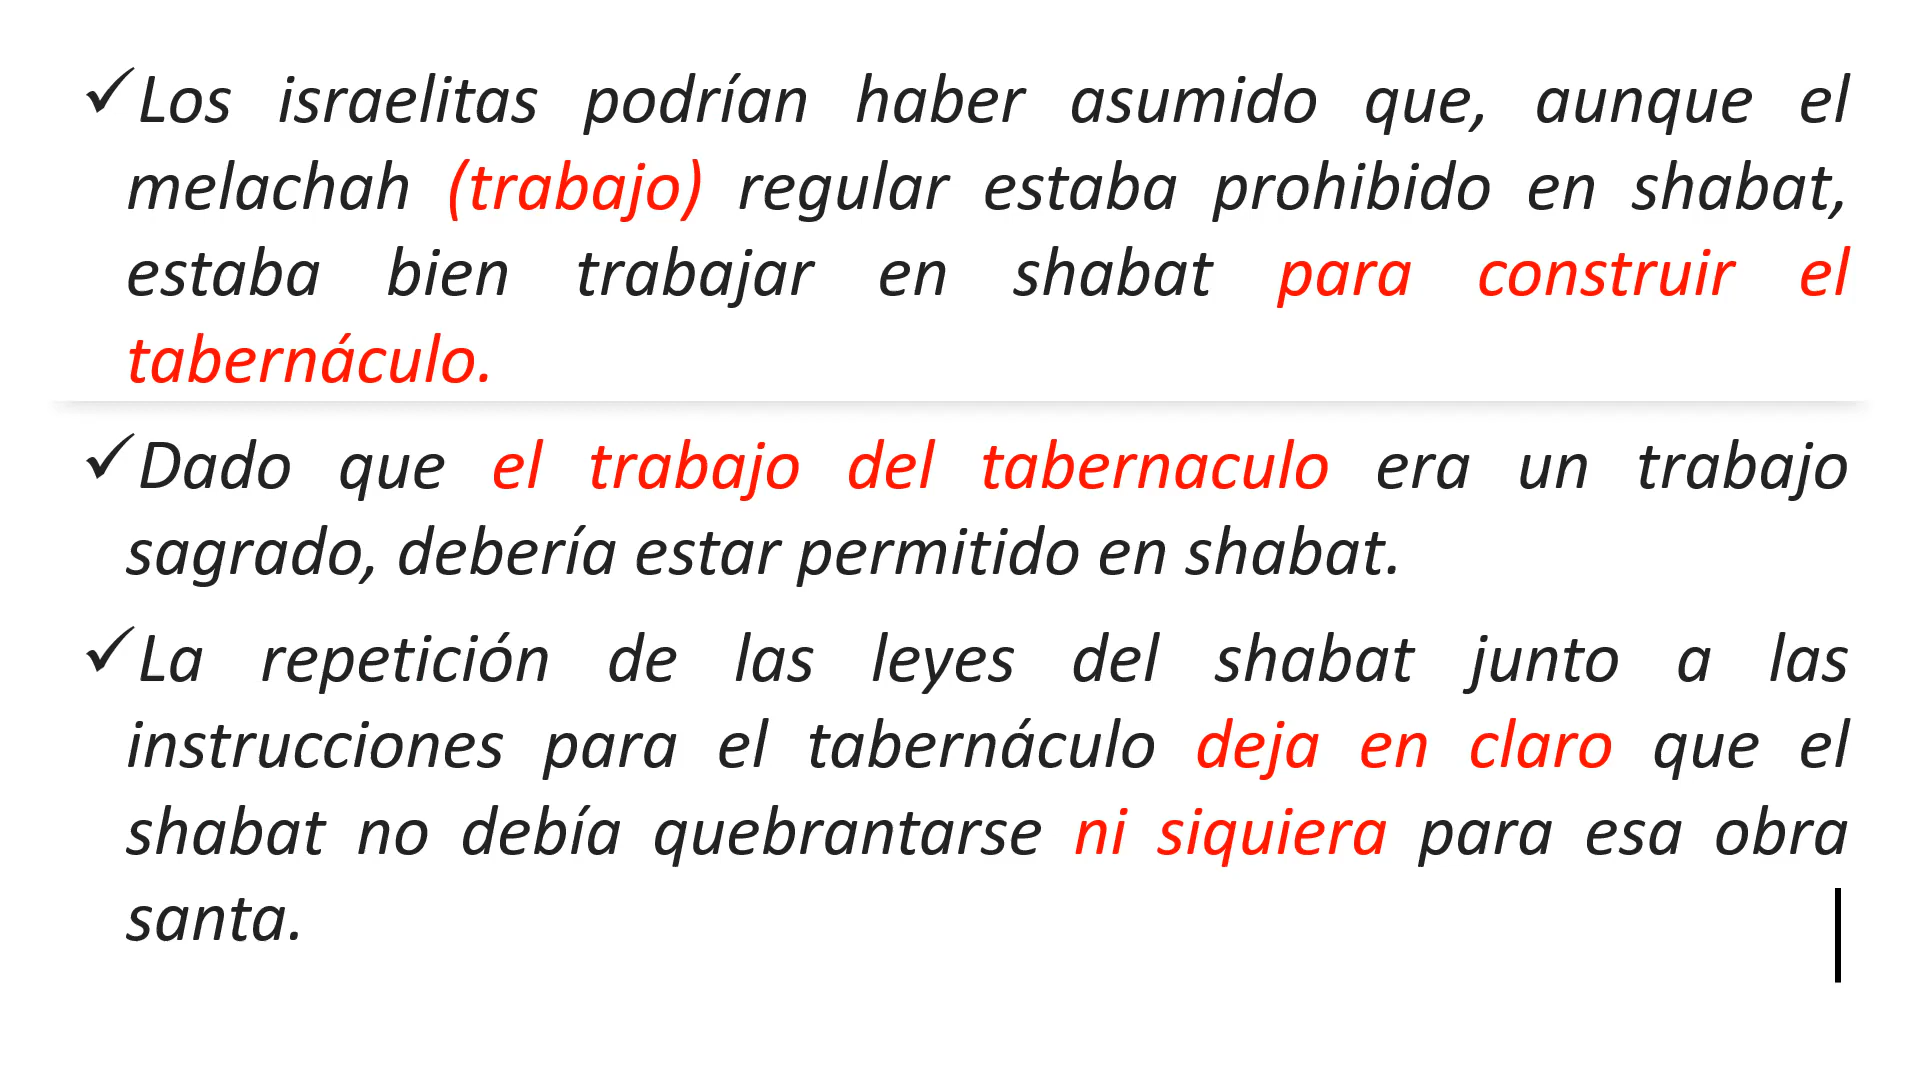 ✓Los israelitas podrían haber asumido que, aunque el
melachah (trabajo) regular estaba prohibido en shabat,
estaba bien trabajar en shabat para construir el
tabernáculo.
✓Dado que el trabajo del tabernaculo era un trabajo
sagrado, debería estar permitido en shabat.
✓La repetición de las leyes del shabat junto a las
instrucciones para el tabernáculo deja en claro que el
shabat no debía quebrantarse ni siquiera para esa obra
santa.